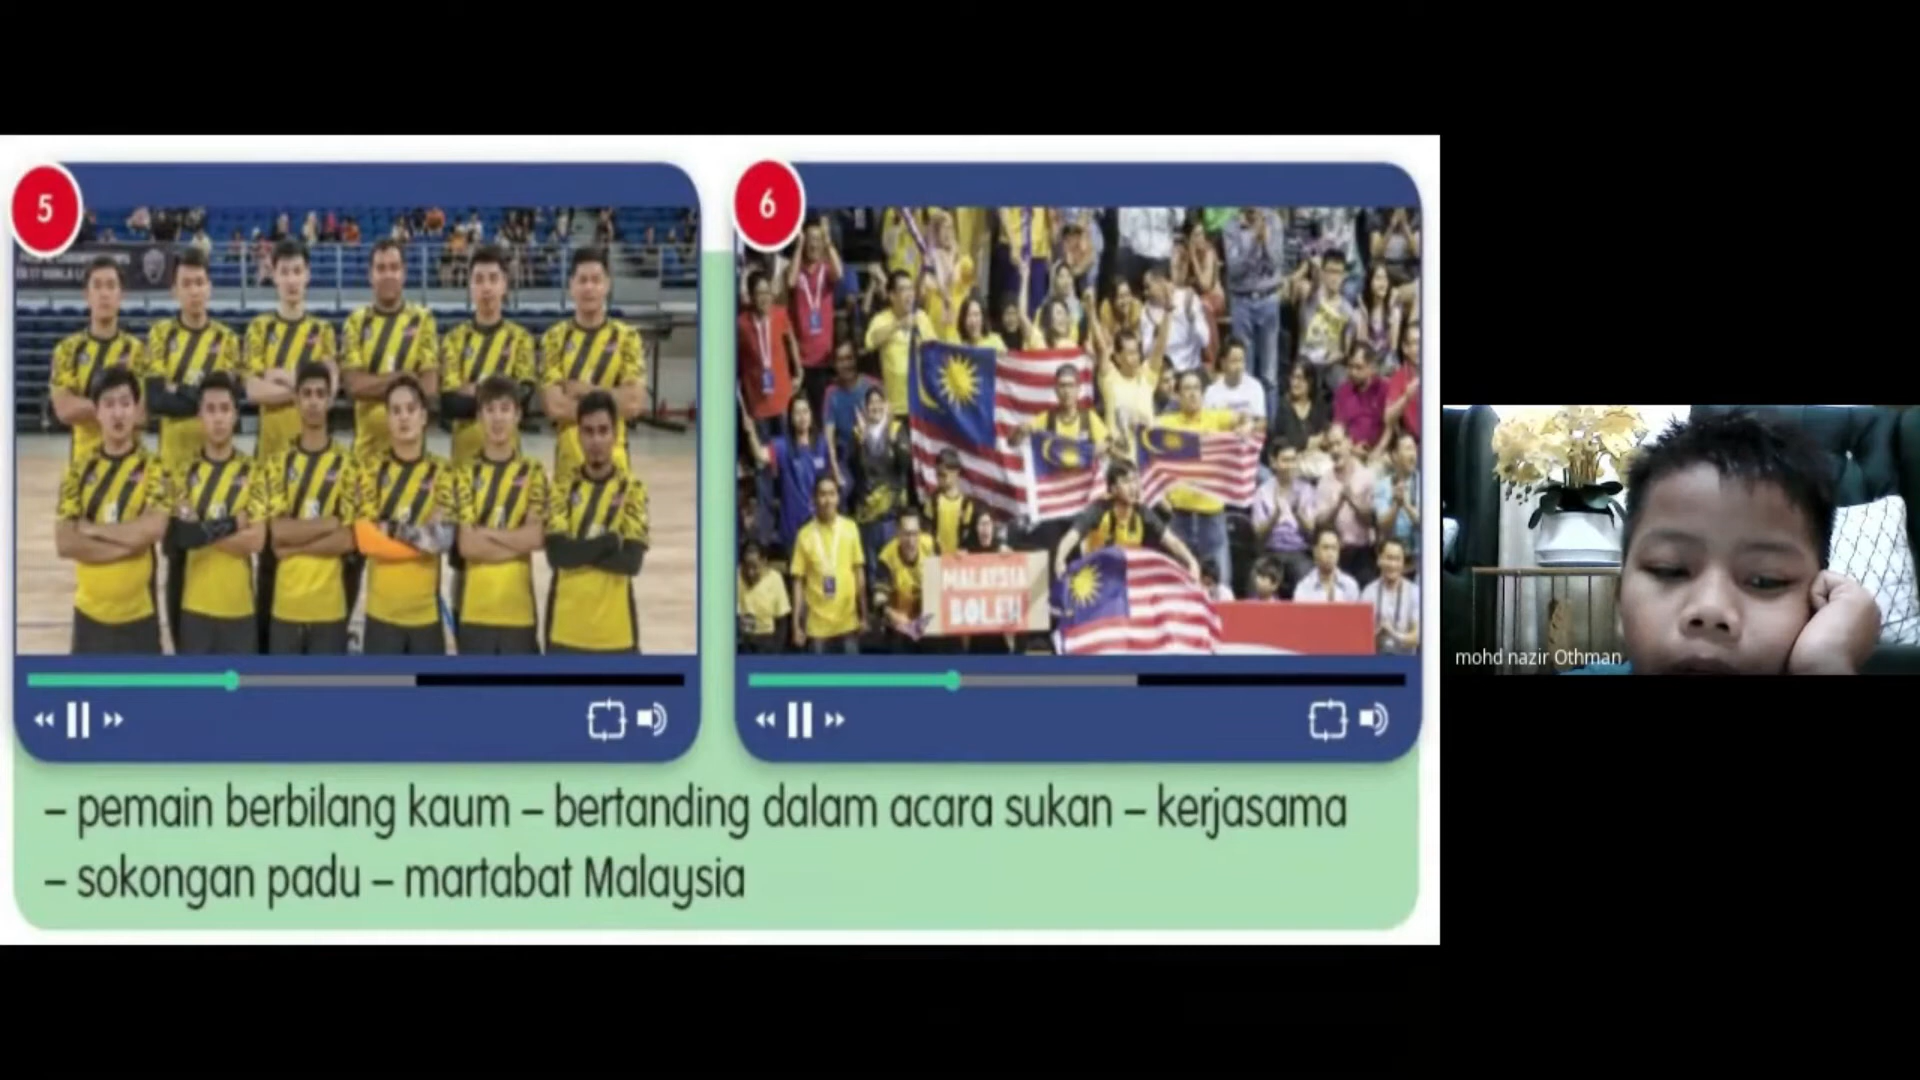 5
6
MALAYSIA
BOLEH
– pemain berbilang kaum – bertanding dalam acara sukan – kerjasama
– sokongan padu – martabat Malaysia
mohd nazir Othman